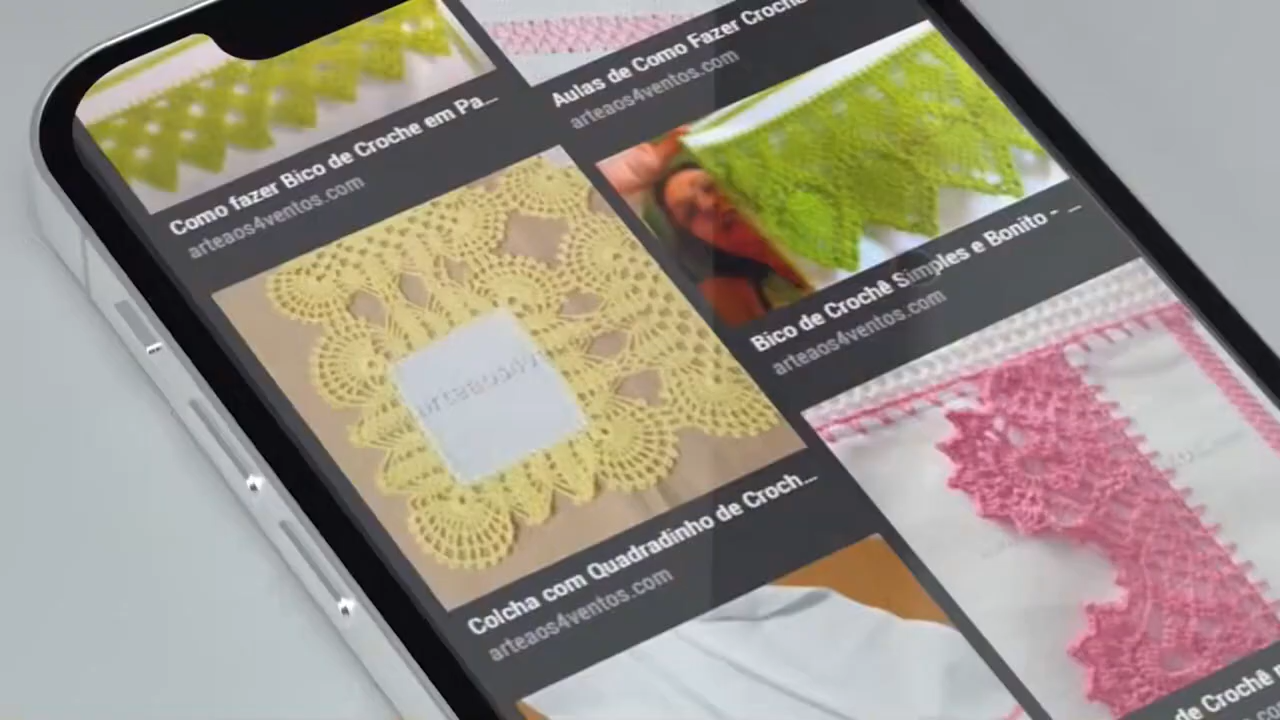 Como fazer Bico de Croche em Pa...
arteaos4ventos.com
Aulas de Como Fazer Crochê
arteaos4ventos.com
Bico de Crochê Simples e Bonito - ...
arteaos4ventos.com
Colcha com Quadradinho de Croch...
arteaos4ventos.com
de Crochê